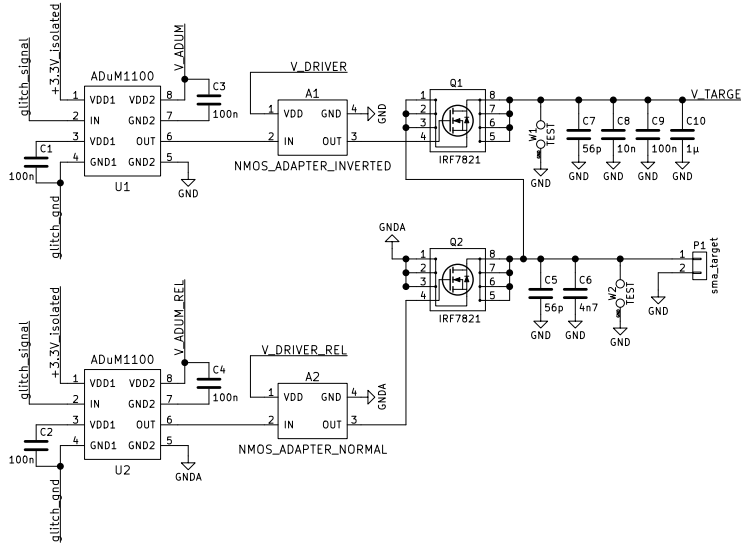 glitch_signal
+3.3V_isolated
V_ADUM
ADuM1100
1 VDD1 VDD2 8
2 IN GND2 7
3 VDD1 OUT 6
4 GND1 GND2 5
U1
C1
100n
glitch_gnd
C3
100n
GND
V_DRIVER
A1
1 VDD GND 4
2 IN OUT 3
GND
NMOS_ADAPTER_INVERTED
Q1
1 8
2 7
3 6
4 5
IRF7821
V_TARGE
W1
TEST
GND
C7
56p
GND
C8
10n
GND
C9
100n
GND
C10
1µ
GND
GNDA
Q2
1 8
2 7
3 6
4 5
IRF7821
C5
56p
GND
C6
4n7
GND
W2
TEST
GND
P1
1
2
sma_target
GND
glitch_signal
+3.3V_isolated
V_ADUM_REL
ADuM1100
1 VDD1 VDD2 8
2 IN GND2 7
3 VDD1 OUT 6
4 GND1 GND2 5
U2
C2
100n
glitch_gnd
C4
100n
GNDA
V_DRIVER_REL
A2
1 VDD GND 4
2 IN OUT 3
GNDA
NMOS_ADAPTER_NORMAL